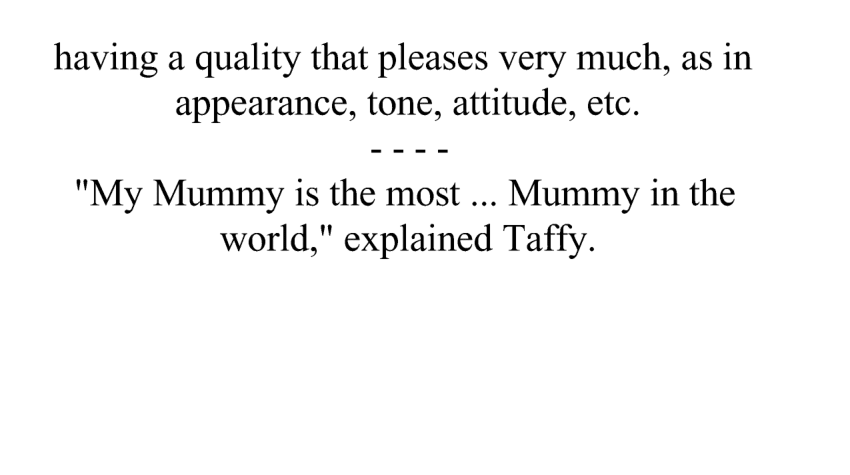 having a quality that pleases very much, as in
appearance, tone, attitude, etc.
- - - -
"My Mummy is the most ... Mummy in the
world," explained Taffy.